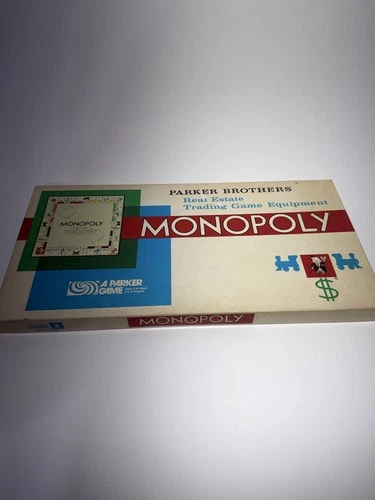 PARKER BROTHERS
Real Estate
Trading Game Equipment
MONOPOLY
MONOPOLY
A PARKER
GAME
$
MONOPOLY